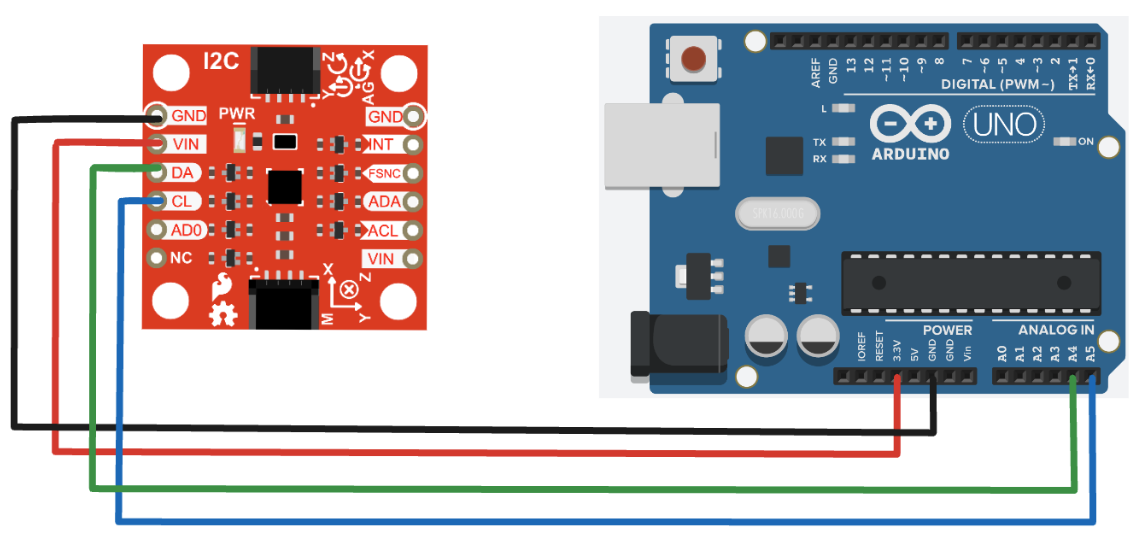 I2C
Z
X
Y
AG
GND
PWR
GND
VIN
INT
DA
FSNC
CL
ADA
AD0
ACL
NC
VIN
X
Z
M
Y
AREF
GND
13
12
~11
~10
~9
8
7
~6
~5
4
~3
2
TX→1
RX←0
DIGITAL (PWM ~)
L
TX
RX
UNO
ARDUINO
ON
POWER
ANALOG IN
IOREF
RESET
3.3V
5V
GND
GND
Vin
A0
A1
A2
A3
A4
A5